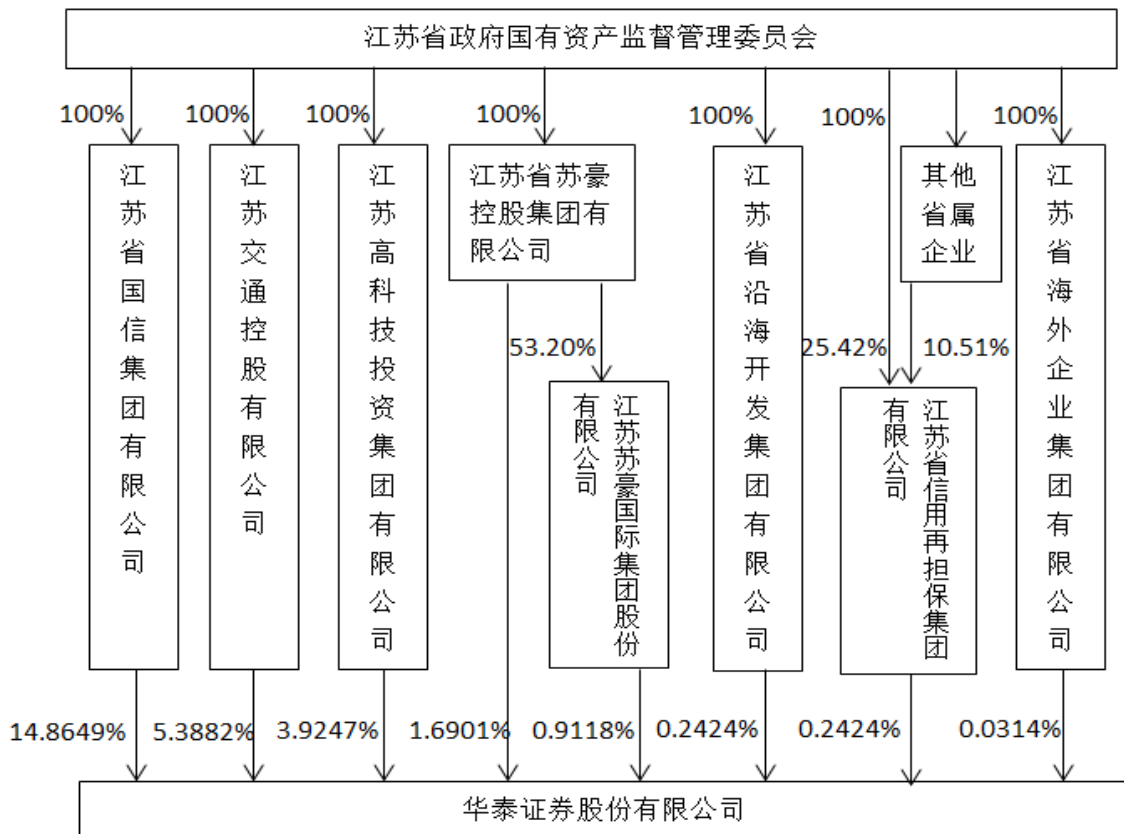 江苏省政府国有资产监督管理委员会
100%
100%
100%
100%
100%
100%
100%
江苏省国信集团有限公司
江苏交通控股有限公司
江苏高科技投资集团有限公司
江苏省苏豪
控股集团有
限公司
江苏省沿海开发集团有限公司
其他
省属
企业
江苏省海外企业集团有限公司
53.20%
25.42%
10.51%
江苏苏豪国际集团股份
有限公司
江苏省信用再担保集团
有限公司
14.8649%
5.3882%
3.9247%
1.6901%
0.9118%
0.2424%
0.2424%
0.0314%
华泰证券股份有限公司